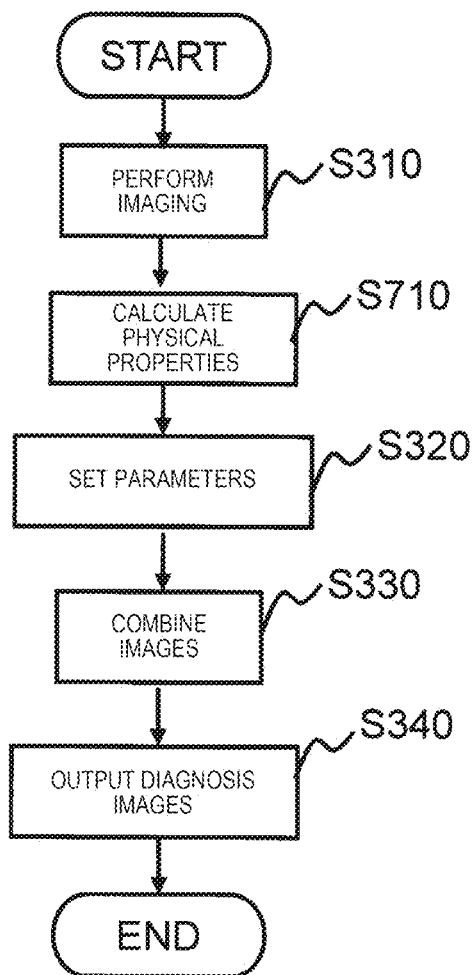 START
PERFORM
IMAGING
S310
CALCULATE
PHYSICAL
PROPERTIES
S710
SET PARAMETERS
S320
COMBINE
IMAGES
S330
OUTPUT DIAGNOSIS
IMAGES
S340
END